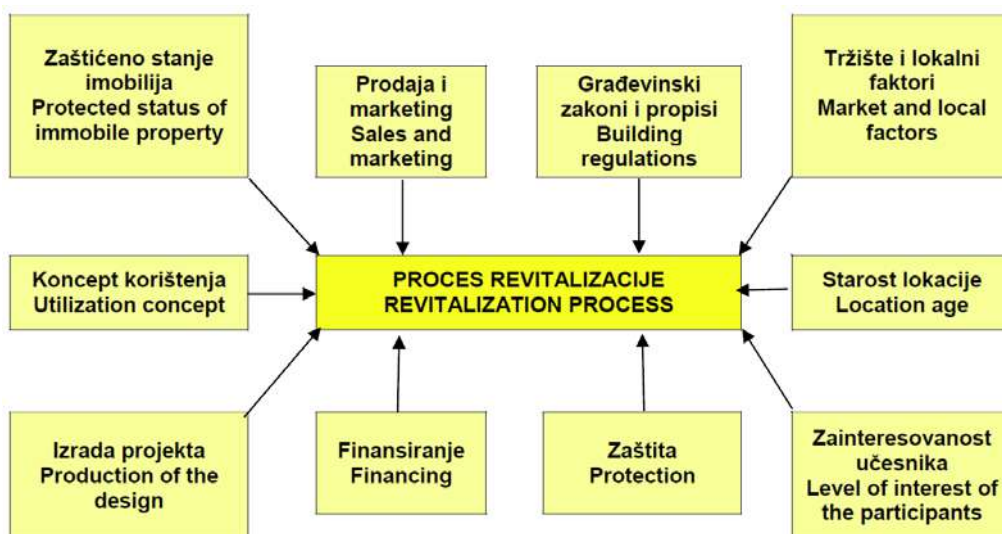 Zaštićeno stanje
imobilija
Protected status of
immobile property
Prodaja i
marketing
Sales and
marketing
Građevinski
zakoni i propisi
Building
regulations
Tržište i lokalni
faktori
Market and local
factors
Koncept korištenja
Utilization concept
PROCES REVITALIZACIJE
REVITALIZATION PROCESS
Starost lokacije
Location age
Izrada projekta
Production of the
design
Finansiranje
Financing
Zaštita
Protection
Zainteresovanost
učesnika
Level of interest of
the participants